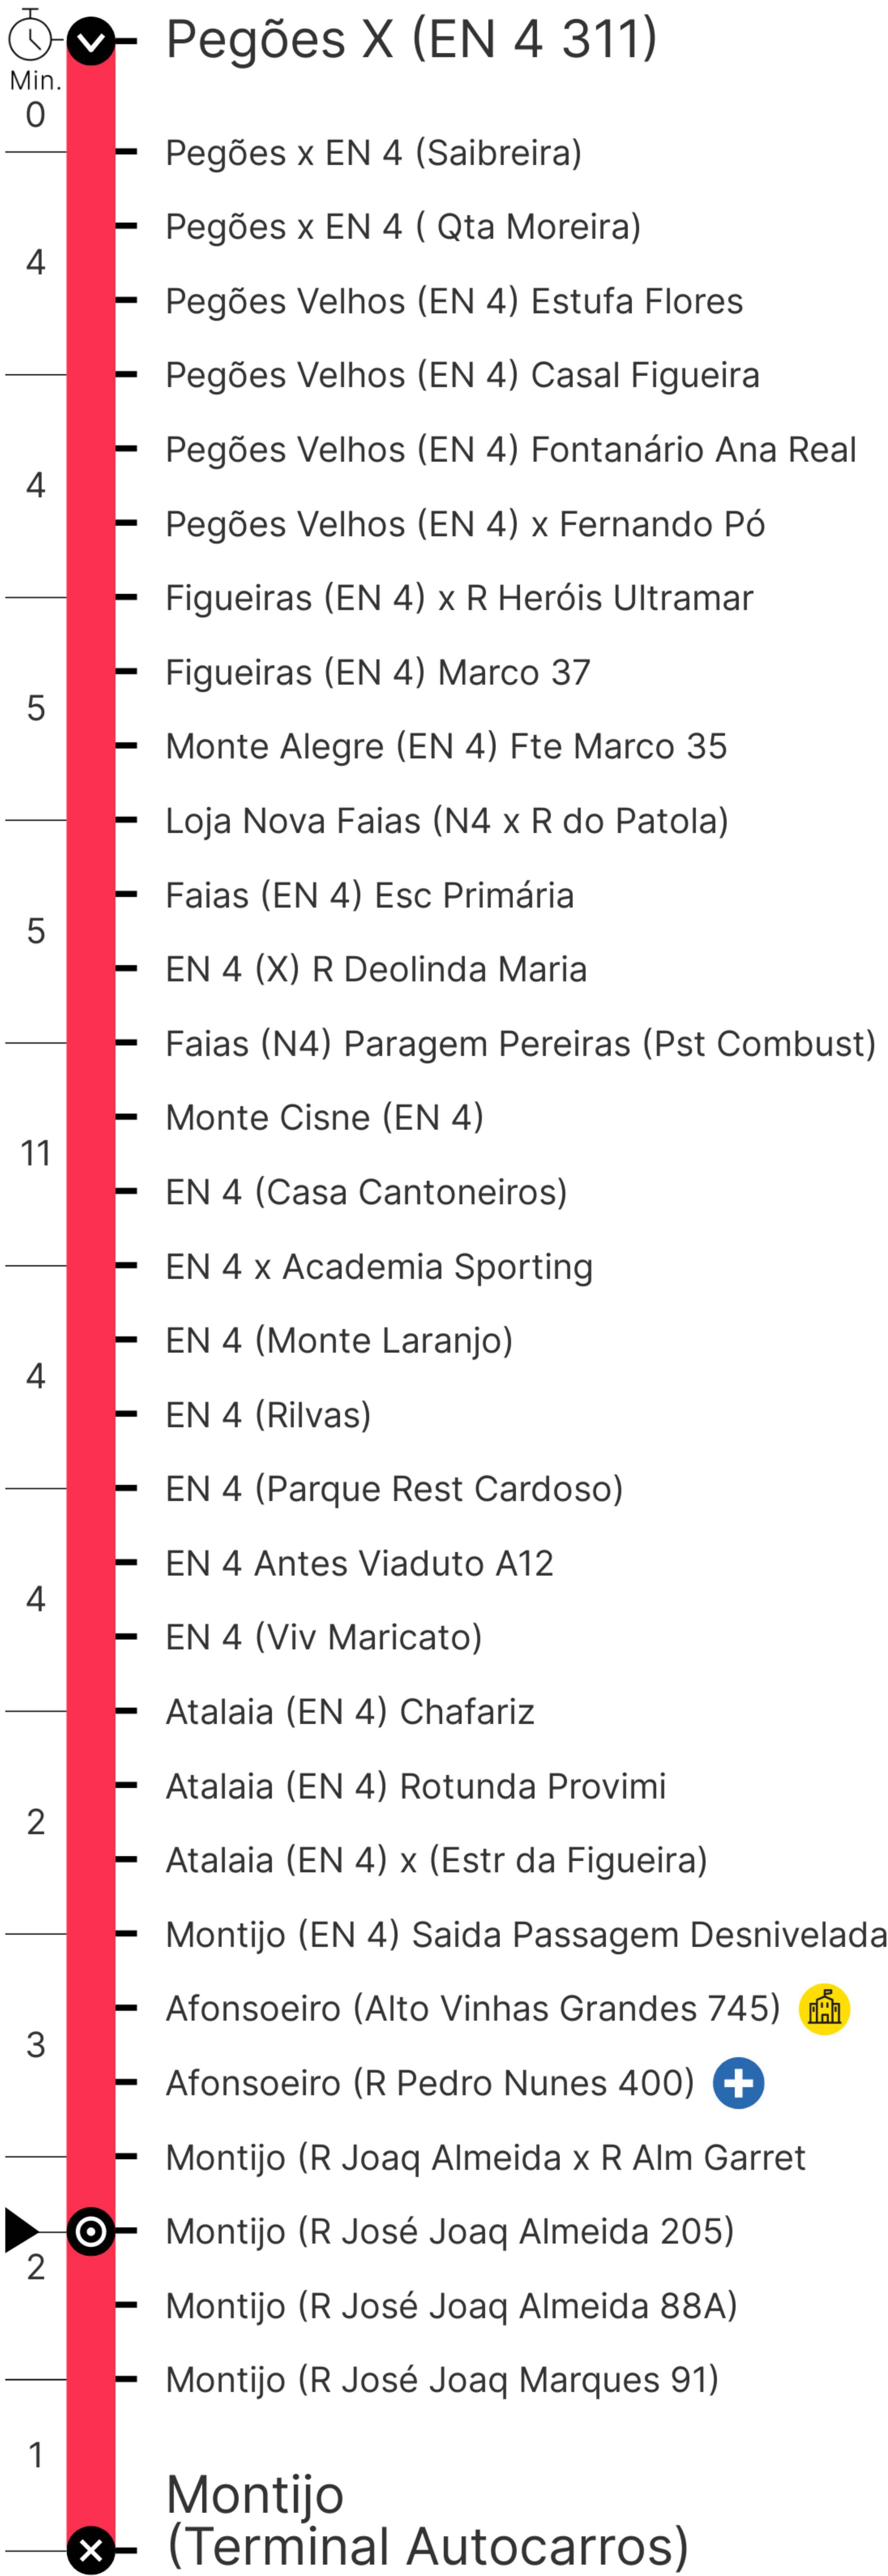 Pegões X (EN 4 311)
Min.
0
Pegões x EN 4 (Saibreira)
Pegões x EN 4 ( Qta Moreira)
4
Pegões Velhos (EN 4) Estufa Flores
Pegões Velhos (EN 4) Casal Figueira
Pegões Velhos (EN 4) Fontanário Ana Real
4
Pegões Velhos (EN 4) x Fernando Pó
Figueiras (EN 4) x R Heróis Ultramar
Figueiras (EN 4) Marco 37
5
Monte Alegre (EN 4) Fte Marco 35
Loja Nova Faias (N4 x R do Patola)
Faias (EN 4) Esc Primária
5
EN 4 (X) R Deolinda Maria
Faias (N4) Paragem Pereiras (Pst Combust)
Monte Cisne (EN 4)
11
EN 4 (Casa Cantoneiros)
EN 4 x Academia Sporting
EN 4 (Monte Laranjo)
4
EN 4 (Rilvas)
EN 4 (Parque Rest Cardoso)
EN 4 Antes Viaduto A12
4
EN 4 (Viv Maricato)
Atalaia (EN 4) Chafariz
Atalaia (EN 4) Rotunda Provimi
2
Atalaia (EN 4) x (Estr da Figueira)
Montijo (EN 4) Saida Passagem Desnivelada
Afonsoeiro (Alto Vinhas Grandes 745)
3
Afonsoeiro (R Pedro Nunes 400)
Montijo (R Joaq Almeida x R Alm Garret
Montijo (R José Joaq Almeida 205)
2
Montijo (R José Joaq Almeida 88A)
Montijo (R José Joaq Marques 91)
1
Montijo
(Terminal Autocarros)